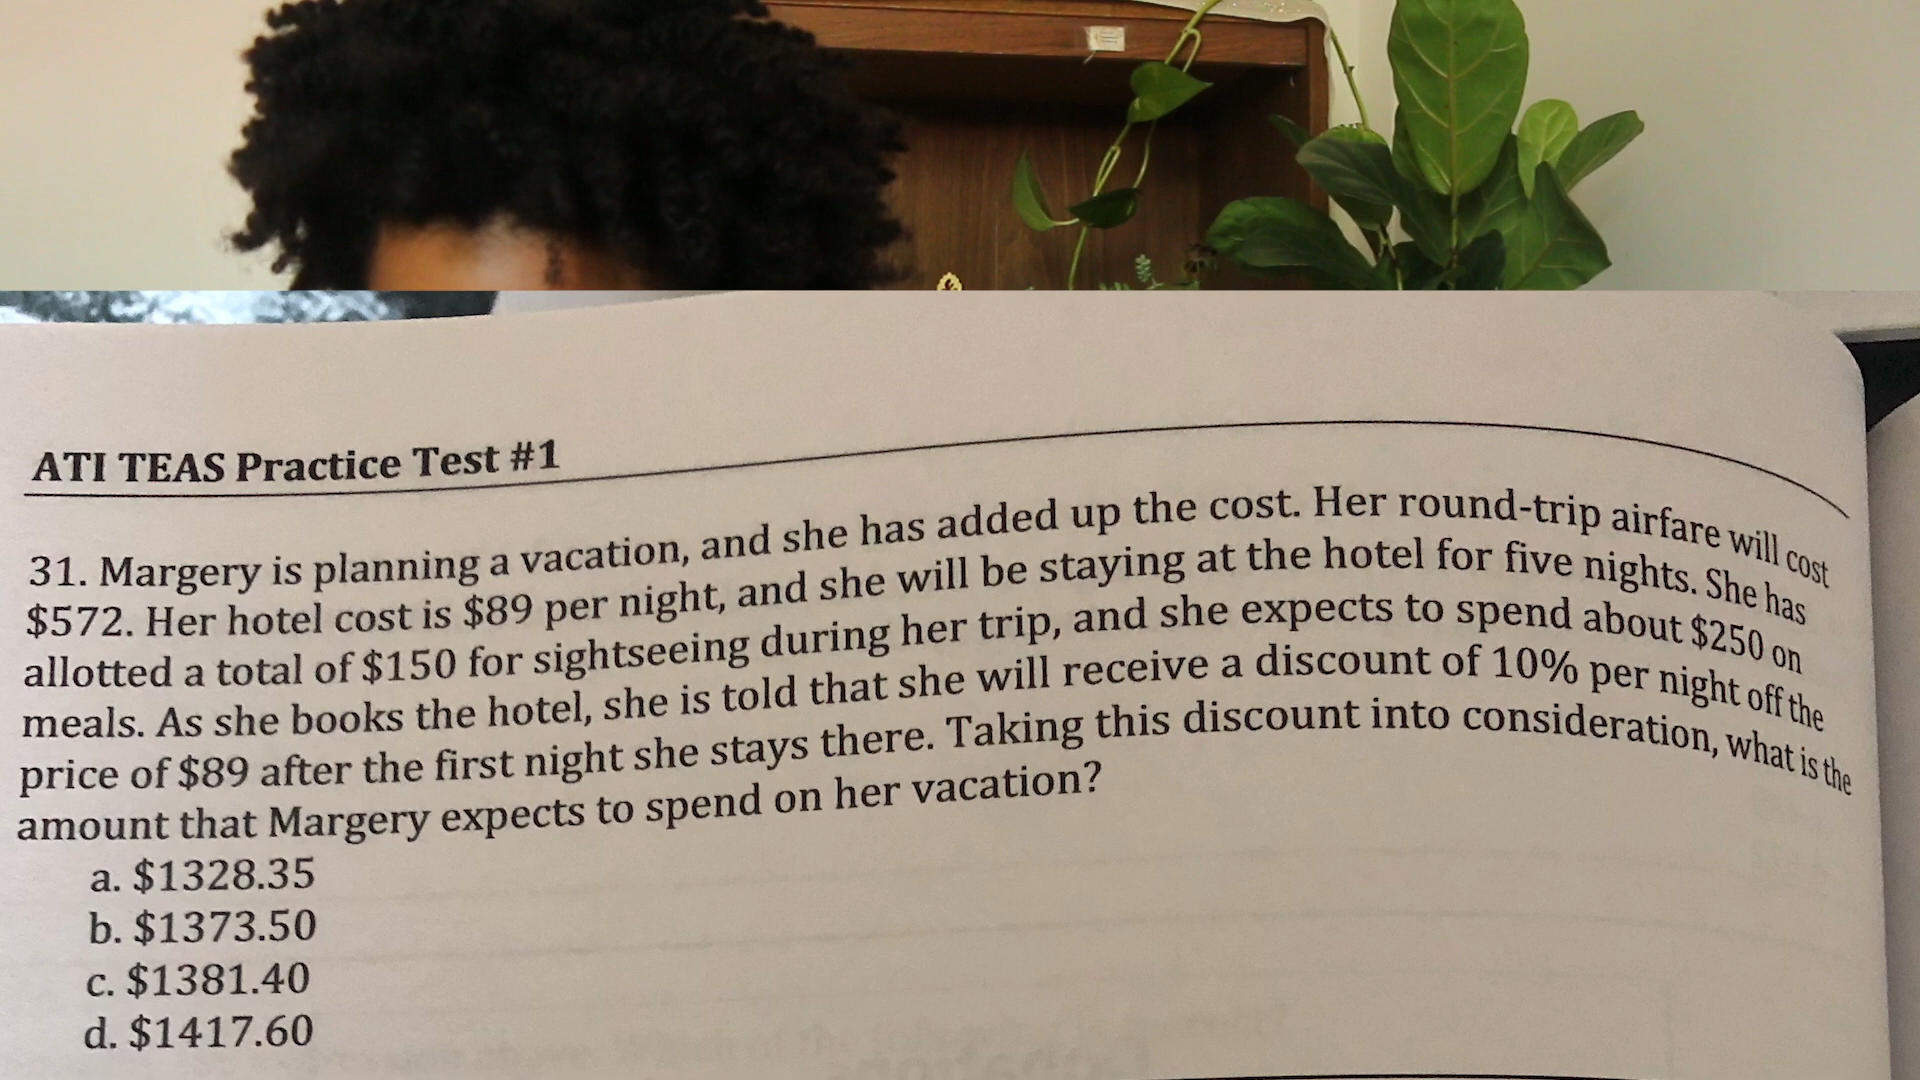 ATI TEAS Practice Test #1
31. Margery is planning a vacation, and she has added up the cost. Her round-trip airfare will cost
$572. Her hotel cost is $89 per night, and she will be staying at the hotel for five nights. She has
allotted a total of $150 for sightseeing during her trip, and she expects to spend about $250 on
meals. As she books the hotel, she is told that she will receive a discount of 10% per night off the
price of $89 after the first night she stays there. Taking this discount into consideration, what is the
amount that Margery expects to spend on her vacation?
a. $1328.35
b. $1373.50
c. $1381.40
d. $1417.60